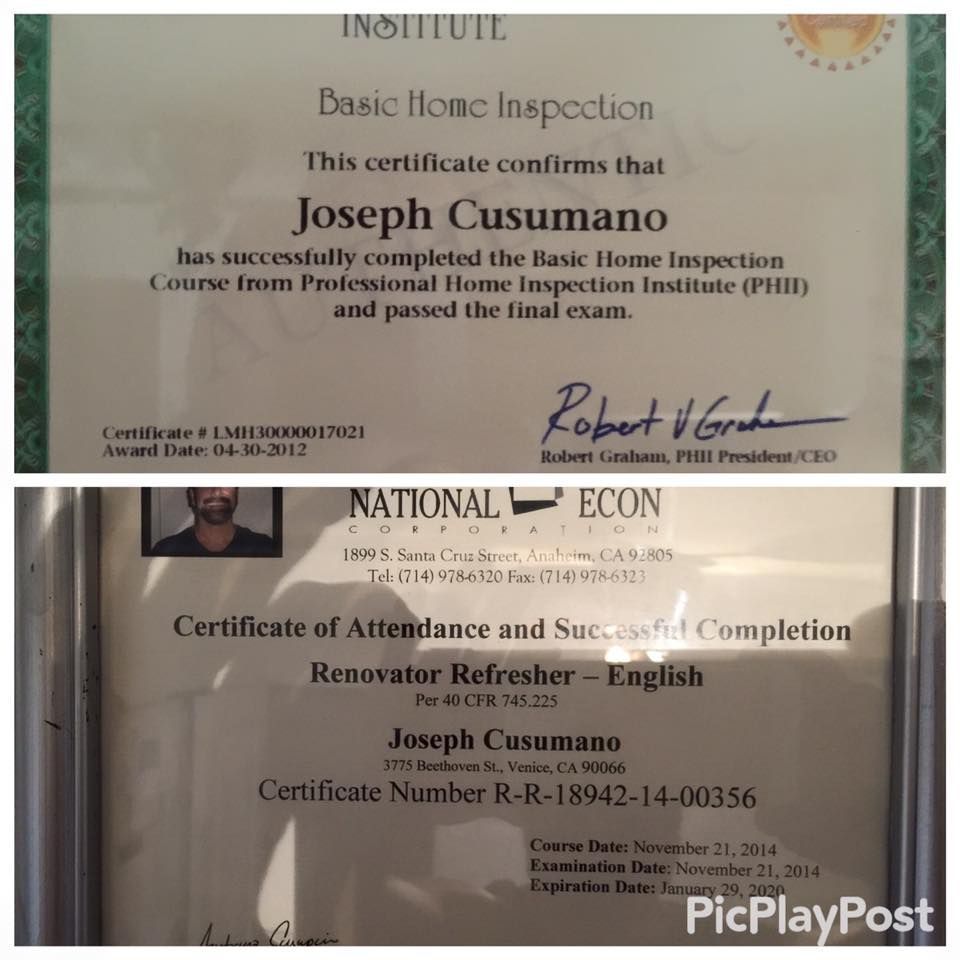 INSTITUTE
Basic Home Inspection
This certificate confirms that
Joseph Cusumano
has successfully completed the Basic Home Inspection
Course from Professional Home Inspection Institute (PHII)
and passed the final exam.
AUTHENTIC
Robert V Graham
Certificate # LMH30000017021
Award Date: 04-30-2012
Robert Graham, PHII President/CEO
NATIONAL ECON
CORPORATION
1899 S. Santa Cruz Street, Anaheim, CA 92805
Tel: (714) 978-6320 Fax: (714) 978-6323
Certificate of Attendance and Successful Completion
Renovator Refresher – English
Per 40 CFR 745.225
Joseph Cusumano
3775 Beethoven St., Venice, CA 90066
Certificate Number R-R-18942-14-00356
Course Date: November 21, 2014
Examination Date: November 21, 2014
Expiration Date: January 29, 2020
PicPlayPost